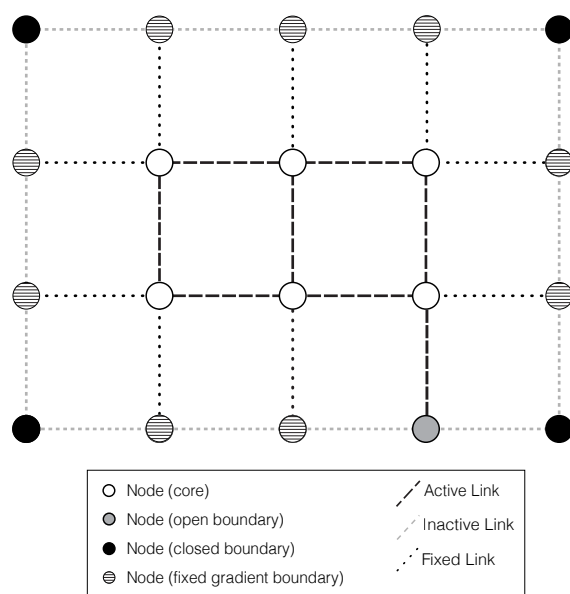 Node (core)
Node (open boundary)
Node (closed boundary)
Node (fixed gradient boundary)
Active Link
Inactive Link
Fixed Link